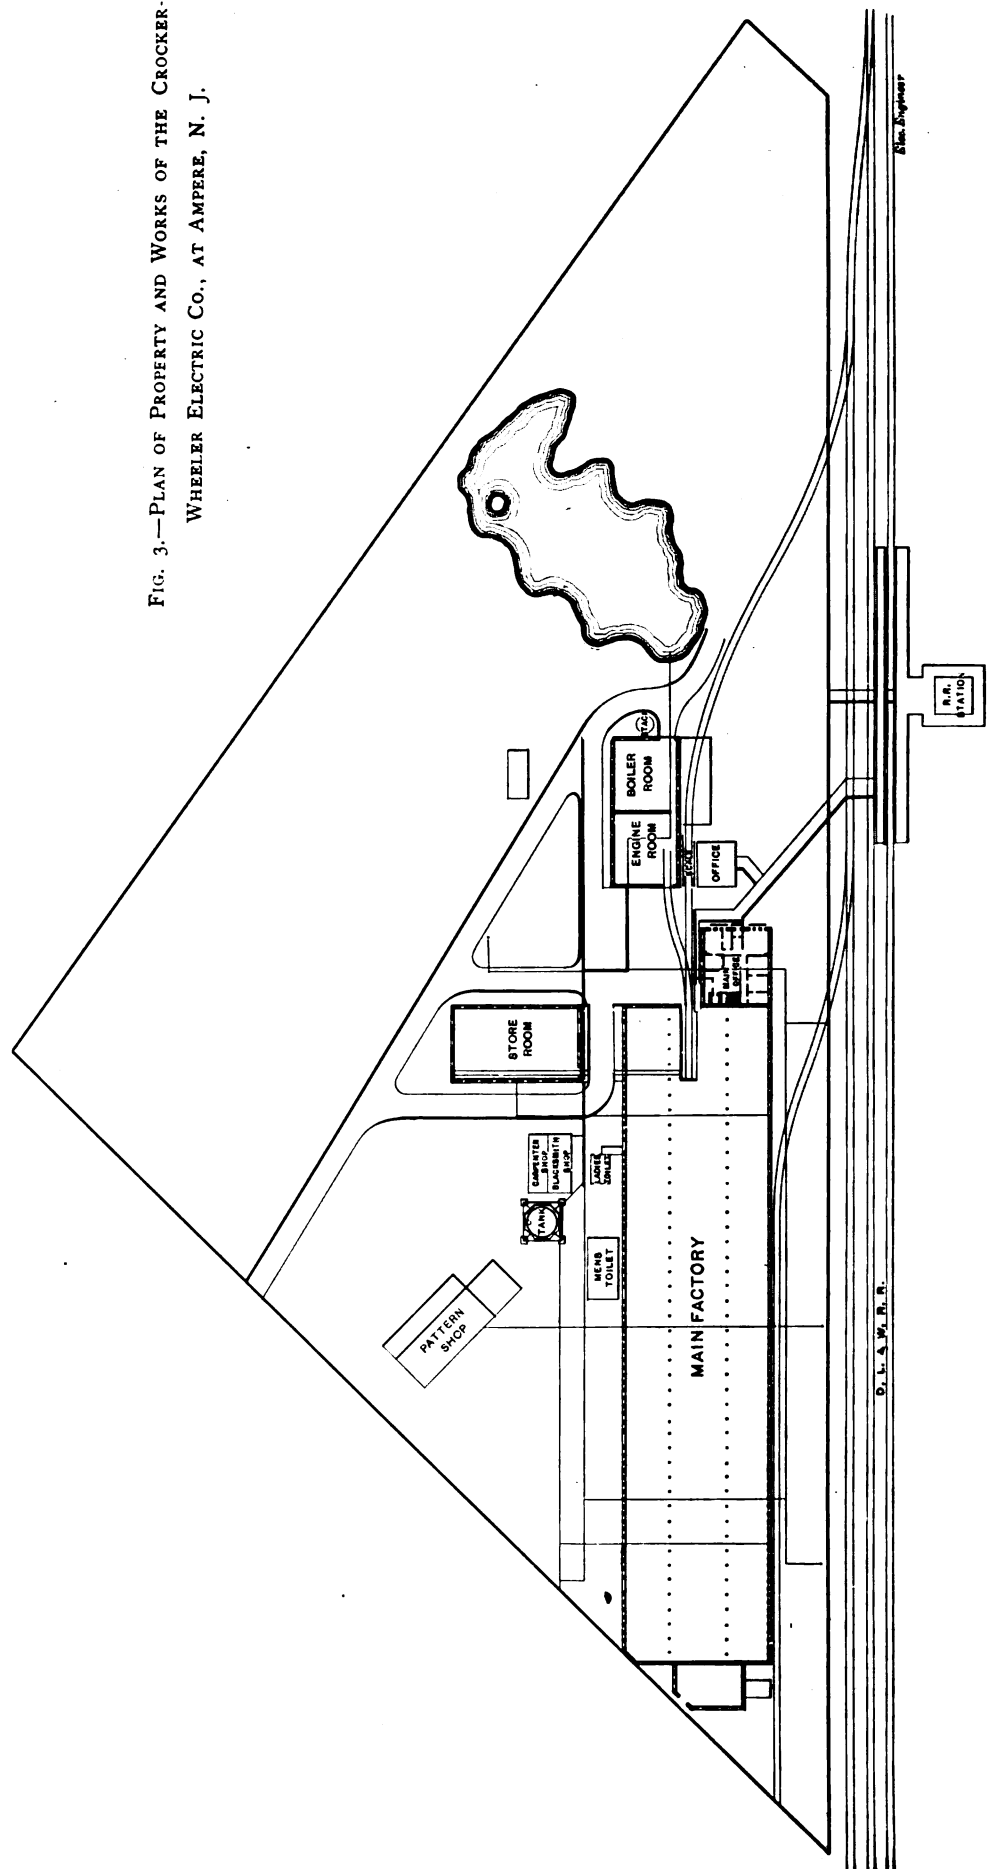 FIG. 3.—PLAN OF PROPERTY AND WORKS OF THE CROCKER-
WHEELER ELECTRIC CO., AT AMPERE, N. J.
Elec. Engineer
R.R.
STATION
STACK
BOILER
ROOM
ENGINE
ROOM
SCALE
OFFICE
MAIN
OFFICE
STORE
ROOM
CARPENTER
SHOP
BLACKSMITH
SHOP
LADIES
TOILET
TANK
MENS
TOILET
PATTERN
SHOP
MAIN FACTORY
D. L. & W. R. R.